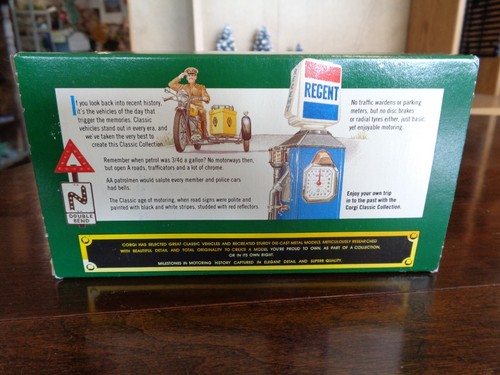 If you look back into recent history,
it's the vehicles of the day that
trigger the memories. Classic
vehicles stand out in every era, and
we've taken the very best to
create this Classic Collection.
Remember when petrol was 3/4d a gallon? No motorways then,
but open A roads, trafficators and a lot of chrome.
AA patrolmen would salute every member and police cars
had bells.
The Classic age of motoring, when road signs were polite and
painted with black and white stripes, studded with red reflectors.
DOUBLE
BEND
REGENT
No traffic wardens or parking
meters, but no disc brakes
or radial tyres either, just basic,
yet enjoyable motoring.
Enjoy your own trip
in to the past with the
Corgi Classic Collection.
CORGI HAS SELECTED GREAT CLASSIC VEHICLES AND RECREATED STURDY DIE-CAST METAL MODELS, METICULOUSLY RESEARCHED
WITH BEAUTIFUL DETAIL AND TOTAL ORIGINALITY TO CREATE A MODEL YOU'RE PROUD TO OWN, AS PART OF A COLLECTION,
OR IN ITS OWN RIGHT.
MILESTONES IN MOTORING HISTORY CAPTURED IN ELEGANT DETAIL AND SUPERB QUALITY.